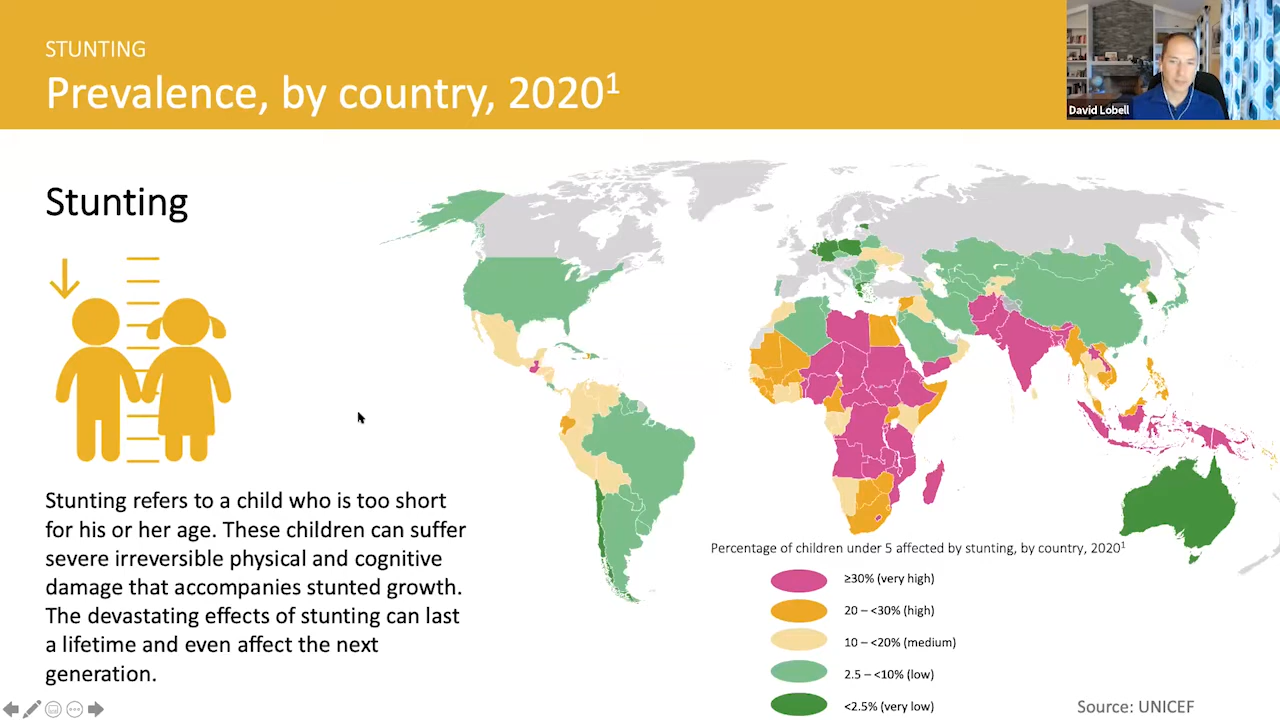 STUNTING
Prevalence, by country, 2020¹
David Lobell
Stunting
Stunting refers to a child who is too short
for his or her age. These children can suffer
severe irreversible physical and cognitive
damage that accompanies stunted growth.
The devastating effects of stunting can last
a lifetime and even affect the next
generation.
Percentage of children under 5 affected by stunting, by country, 2020¹
≥30% (very high)
20 – <30% (high)
10 – <20% (medium)
2.5 – <10% (low)
<2.5% (very low)
Source: UNICEF